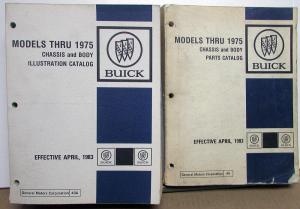 MODELS THRU 1975
CHASSIS and BODY
ILLUSTRATION CATALOG
BUICK
EFFECTIVE APRIL, 1983
General Motors Corporation 40A
MODELS THRU 1975
CHASSIS and BODY
PARTS CATALOG
BUICK
EFFECTIVE APRIL, 1983
General Motors Corporation